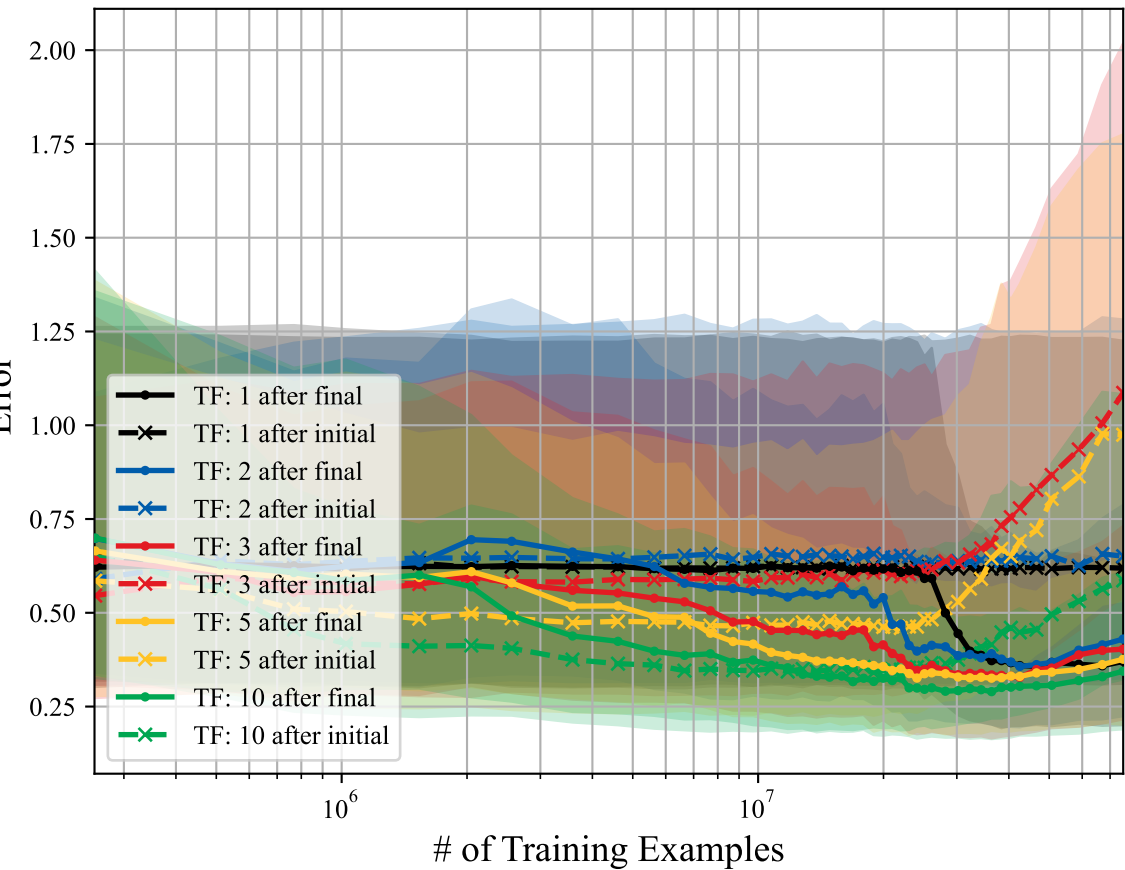 2.00
1.75
1.50
1.25
1.00
0.75
0.50
0.25
TF: 1 after final
TF: 1 after initial
TF: 2 after final
TF: 2 after initial
TF: 3 after final
TF: 3 after initial
TF: 5 after final
TF: 5 after initial
TF: 10 after final
TF: 10 after initial
10⁶
10⁷
# of Training Examples